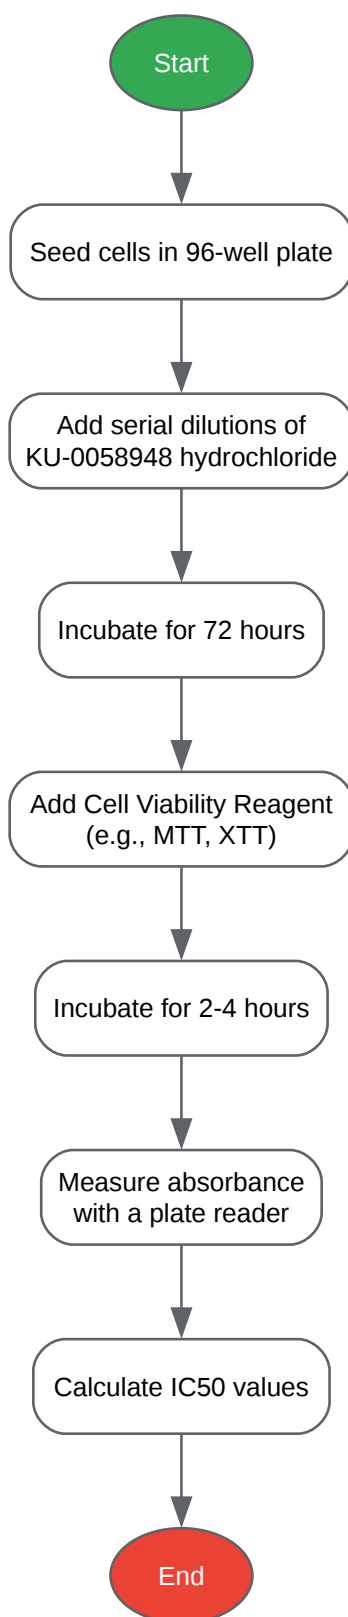 Start
Seed cells in 96-well plate
Add serial dilutions of
KU-0058948 hydrochloride
Incubate for 72 hours
Add Cell Viability Reagent
(e.g., MTT, XTT)
Incubate for 2-4 hours
Measure absorbance
with a plate reader
Calculate IC50 values
End